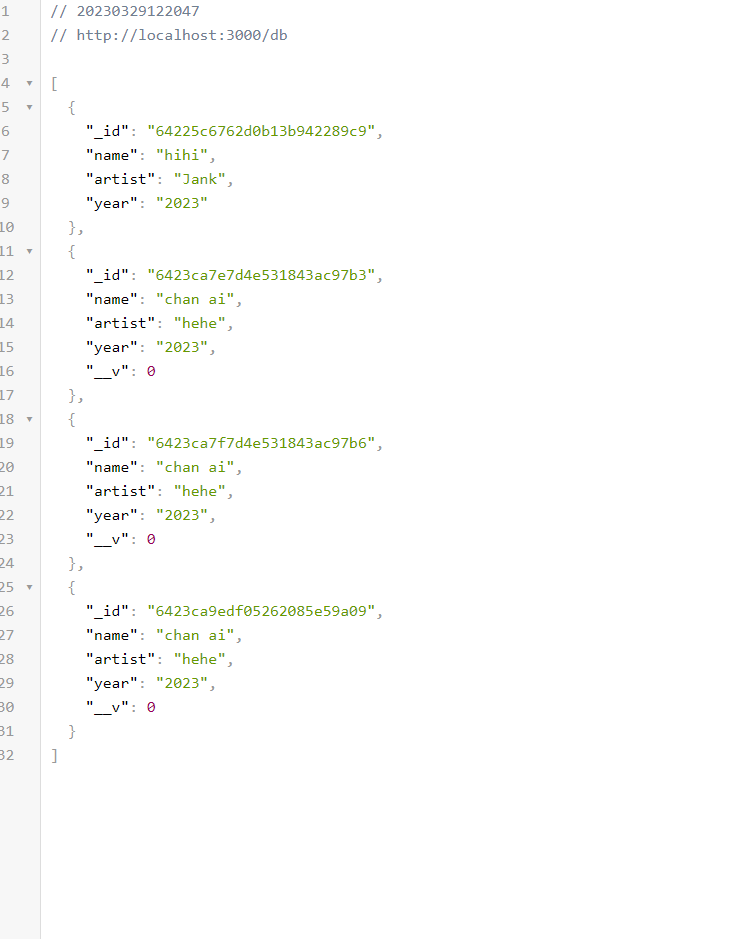 1 // 20230329122047
2 // http://localhost:3000/db
3
4 [
5 {
6 "_id": "64225c6762d0b13b942289c9",
7 "name": "hihi",
8 "artist": "Jank",
9 "year": "2023"
10 },
11 {
12 "_id": "6423ca7e7d4e531843ac97b3",
13 "name": "chan ai",
14 "artist": "hehe",
15 "year": "2023",
16 "__v": 0
17 },
18 {
19 "_id": "6423ca7f7d4e531843ac97b6",
20 "name": "chan ai",
21 "artist": "hehe",
22 "year": "2023",
23 "__v": 0
24 },
25 {
26 "_id": "6423ca9edf05262085e59a09",
27 "name": "chan ai",
28 "artist": "hehe",
29 "year": "2023",
30 "__v": 0
31 }
32 ]